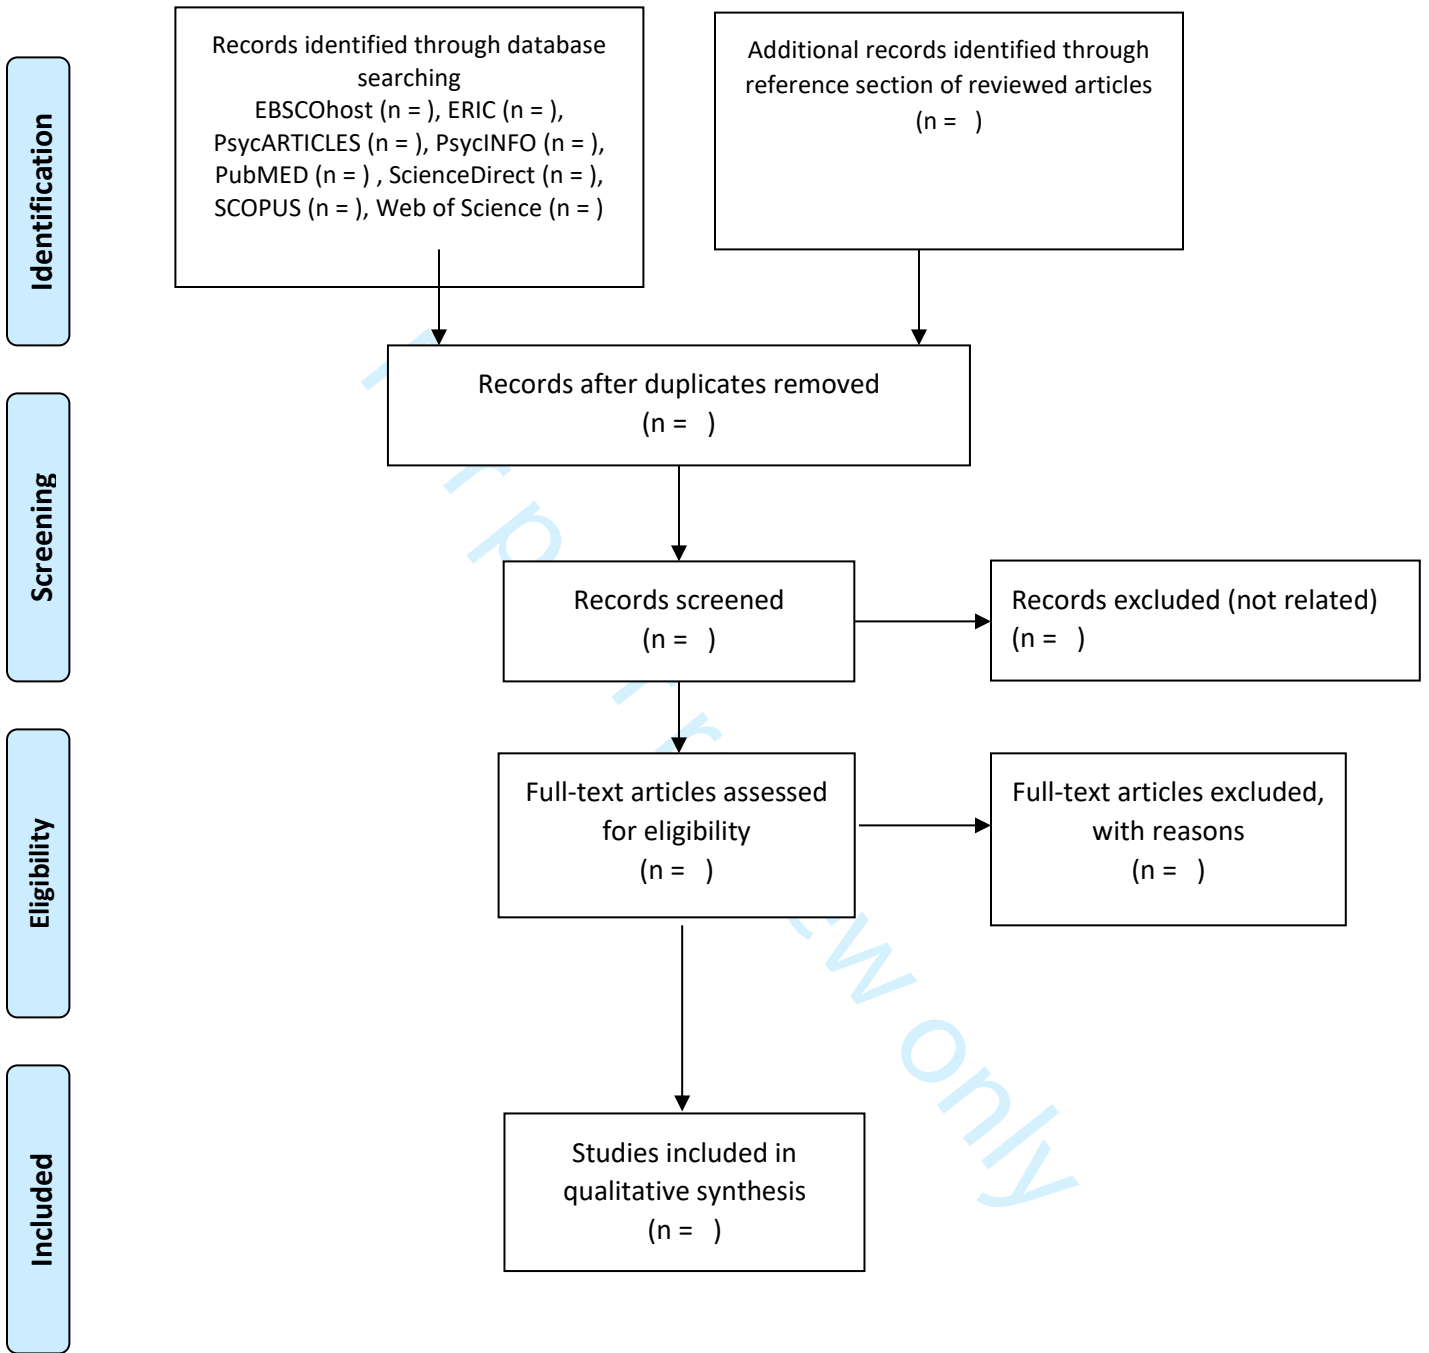 Identification
Records identified through database
searching
EBSCOhost (n = ), ERIC (n = ),
PsycARTICLES (n = ), PsycINFO (n = ),
PubMED (n = ) , ScienceDirect (n = ),
SCOPUS (n = ), Web of Science (n = )
Additional records identified through
reference section of reviewed articles
(n =   )
Screening
Records after duplicates removed
(n =   )
Records screened
(n =   )
Records excluded (not related)
(n =   )
Eligibility
Full-text articles assessed
for eligibility
(n =   )
Full-text articles excluded,
with reasons
(n =   )
Included
Studies included in
qualitative synthesis
(n =   )
only